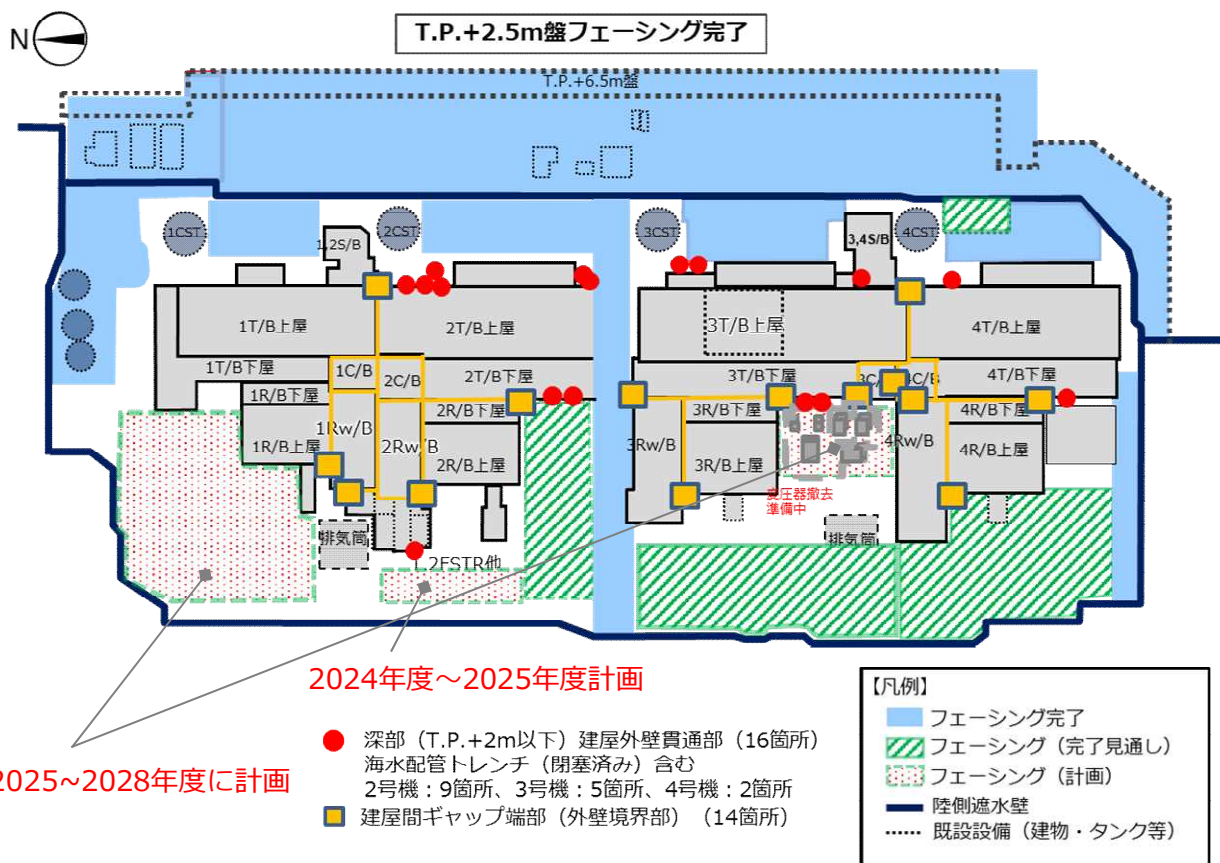 N
T.P.+2.5m盤フェーシング完了
T.P.+6.5m盤
1CST
1,2S/B
2CST
3CST
3,4S/B
4CST
1T/B上屋
2T/B上屋
3T/B上屋
4T/B上屋
1T/B下屋
1C/B
2C/B
2T/B下屋
3T/B下屋
3C/
4C/B
4T/B下屋
1R/B下屋
2R/B下屋
3R/B下屋
4R/B下屋
1Rw/B
2Rw/B
3Rw/B
4Rw/B
1R/B上屋
2R/B上屋
3R/B上屋
4R/B上屋
変圧器撤去
準備中
排気筒
排気筒
2FSTR他
2024年度～2025年度計画
2025~2028年度に計画
深部（T.P.+2m以下）建屋外壁貫通部（16箇所）
海水配管トレンチ（閉塞済み）含む
2号機：9箇所、3号機：5箇所、4号機：2箇所
建屋間ギャップ端部（外壁境界部）（14箇所）
【凡例】
フェーシング完了
フェーシング（完了見通し）
フェーシング（計画）
陸側遮水壁
既設設備（建物・タンク等）